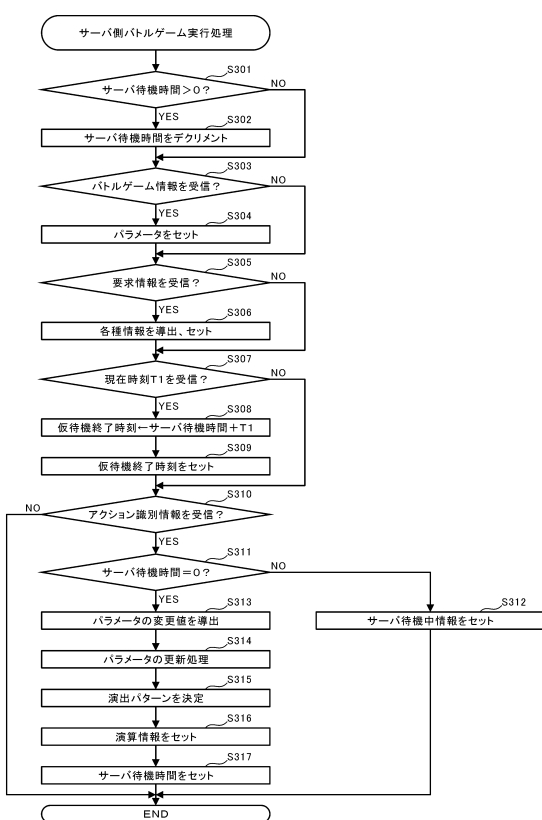 サーバ側バトルゲーム実行処理
S301
サーバ待機時間>0?
NO
YES
S302
サーバ待機時間をデクリメント
S303
バトルゲーム情報を受信?
NO
YES
S304
パラメータをセット
S305
要求情報を受信?
NO
YES
S306
各種情報を導出、セット
S307
現在時刻T1を受信?
NO
YES
S308
仮待機終了時刻←サーバ待機時間+T1
S309
仮待機終了時刻をセット
S310
NO
アクション識別情報を受信?
YES
S311
サーバ待機時間=0?
NO
YES
S312
サーバ待機中情報をセット
S313
パラメータの変更値を導出
S314
パラメータの更新処理
S315
演出パターンを決定
S316
演算情報をセット
S317
サーバ待機時間をセット
END